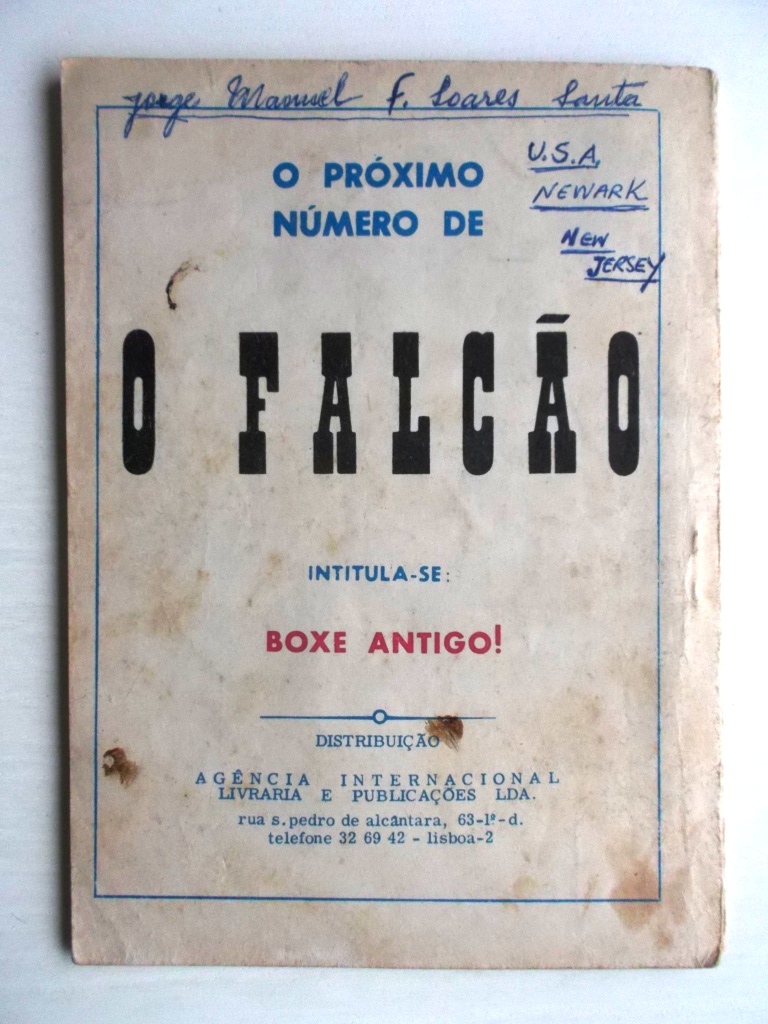 Jorge Manuel F. Soares Santa
U.S.A.
NEWARK
NEW
JERSEY
O PRÓXIMO
NÚMERO DE
O FALCÃO
INTITULA-SE:
BOXE ANTIGO!
DISTRIBUIÇÃO
AGÊNCIA INTERNACIONAL
LIVRARIA E PUBLICAÇÕES LDA.
rua s. pedro de alcântara, 63-1º-d.
telefone 32 69 42 - lisboa-2